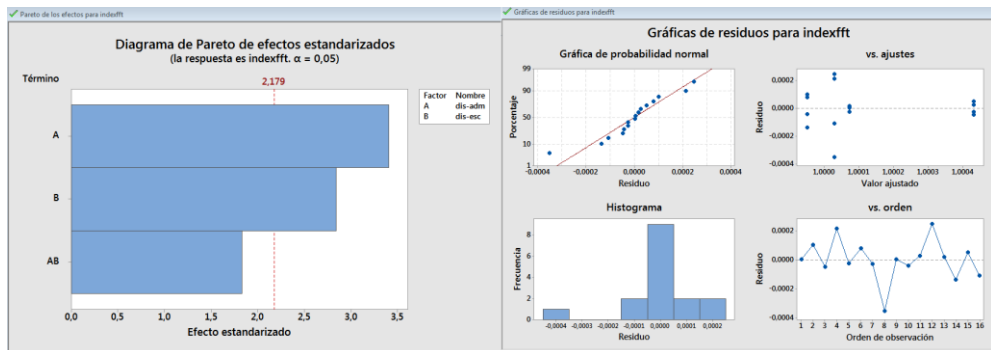 Pareto de los efectos para indexfft
Diagrama de Pareto de efectos estandarizados
(la respuesta es indexfft. α = 0,05)
Término
2,179
A
B
AB
0,0 0,5 1,0 1,5 2,0 2,5 3,0 3,5
Efecto estandarizado
Factor Nombre
A dis-adm
B dis-esc
Gráficas de residuos para indexfft
Gráficas de residuos para indexfft
Gráfica de probabilidad normal
Porcentaje
99
90
50
10
1
-0,0004 -0,0002 0,0000 0,0002 0,0004
Residuo
vs. ajustes
Residuo
0,0002
0,0000
-0,0002
-0,0004
1,0000 1,0001 1,0002 1,0003 1,0004
Valor ajustado
Histograma
Frecuencia
8
6
4
2
0
-0,0004 -0,0003 -0,0002 -0,0001 0,0000 0,0001 0,0002
Residuo
vs. orden
Residuo
0,0002
0,0000
-0,0002
-0,0004
1 2 3 4 5 6 7 8 9 10 11 12 13 14 15 16
Orden de observación